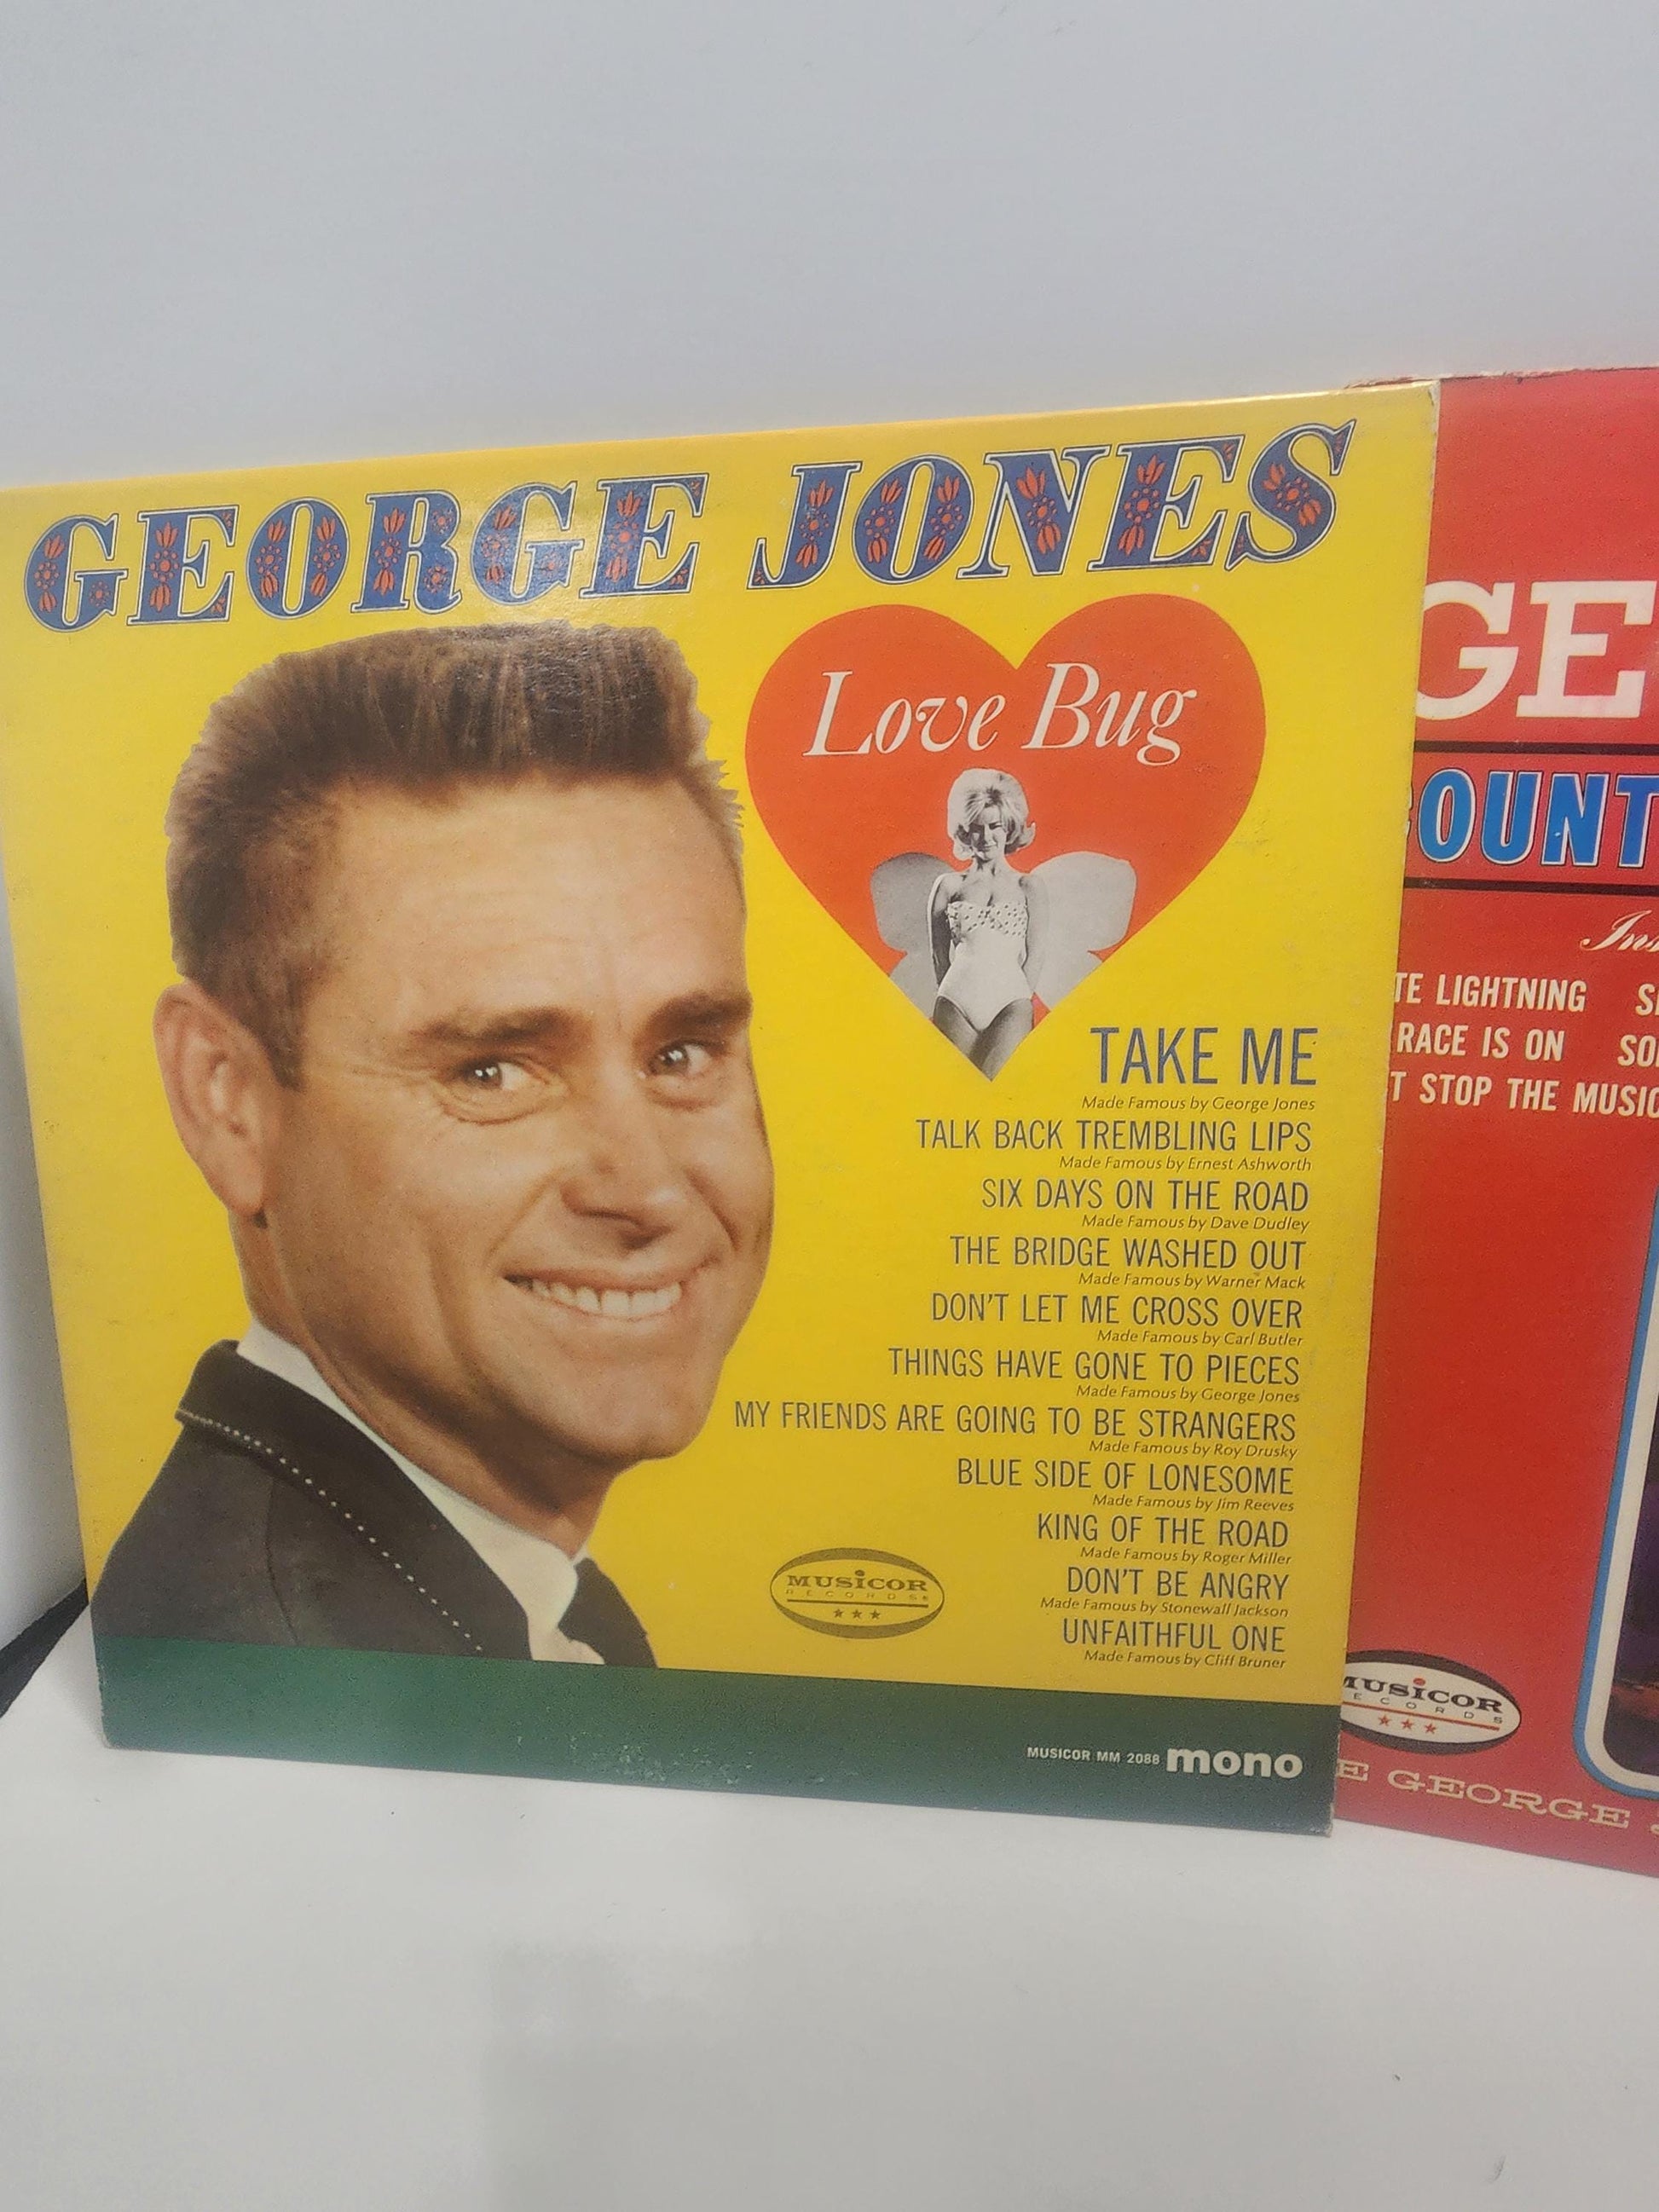 GEORGE JONES
Love Bug
TAKE ME
Made Famous by George Jones
TALK BACK TREMBLING LIPS
Made Famous by Ernest Ashworth
SIX DAYS ON THE ROAD
Made Famous by Dave Dudley
THE BRIDGE WASHED OUT
Made Famous by Warner Mack
DON'T LET ME CROSS OVER
Made Famous by Carl Butler
THINGS HAVE GONE TO PIECES
Made Famous by George Jones
MY FRIENDS ARE GOING TO BE STRANGERS
Made Famous by Roy Drusky
BLUE SIDE OF LONESOME
Made Famous by Jim Reeves
KING OF THE ROAD
Made Famous by Roger Miller
DON'T BE ANGRY
Made Famous by Stonewall Jackson
UNFAITHFUL ONE
Made Famous by Cliff Bruner
MUSICOR
RECORDS
MUSICOR MM 2088 mono
GE
OUNT
LIGHTNING
RACE IS ON
STOP THE MUSIC
MUSICOR
RECORDS
GEORGE